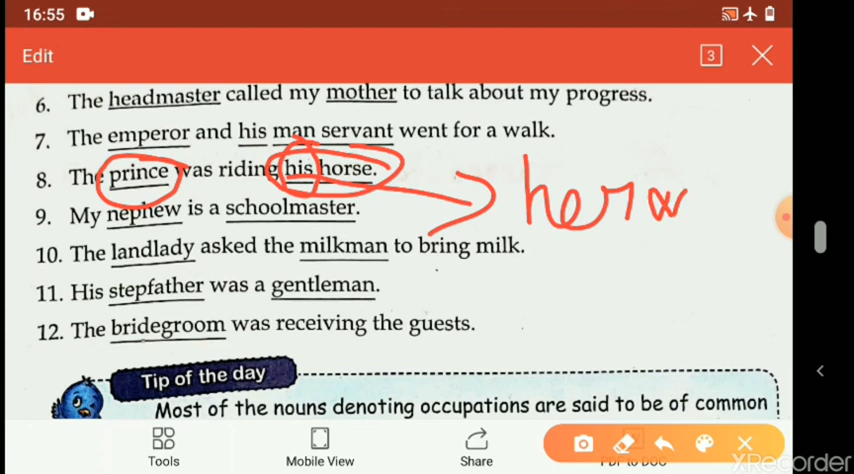 16:55
Edit
3
6. The headmaster called my mother to talk about my progress.
7. The emperor and his man servant went for a walk.
8. The prince was riding his horse.
9. My nephew is a schoolmaster.
10. The landlady asked the milkman to bring milk.
11. His stepfather was a gentleman.
12. The bridegroom was receiving the guests.
her
Tip of the day
Most of the nouns denoting occupations are said to be of common
Tools
Mobile View
Share
PDF to DOC
XRecorder